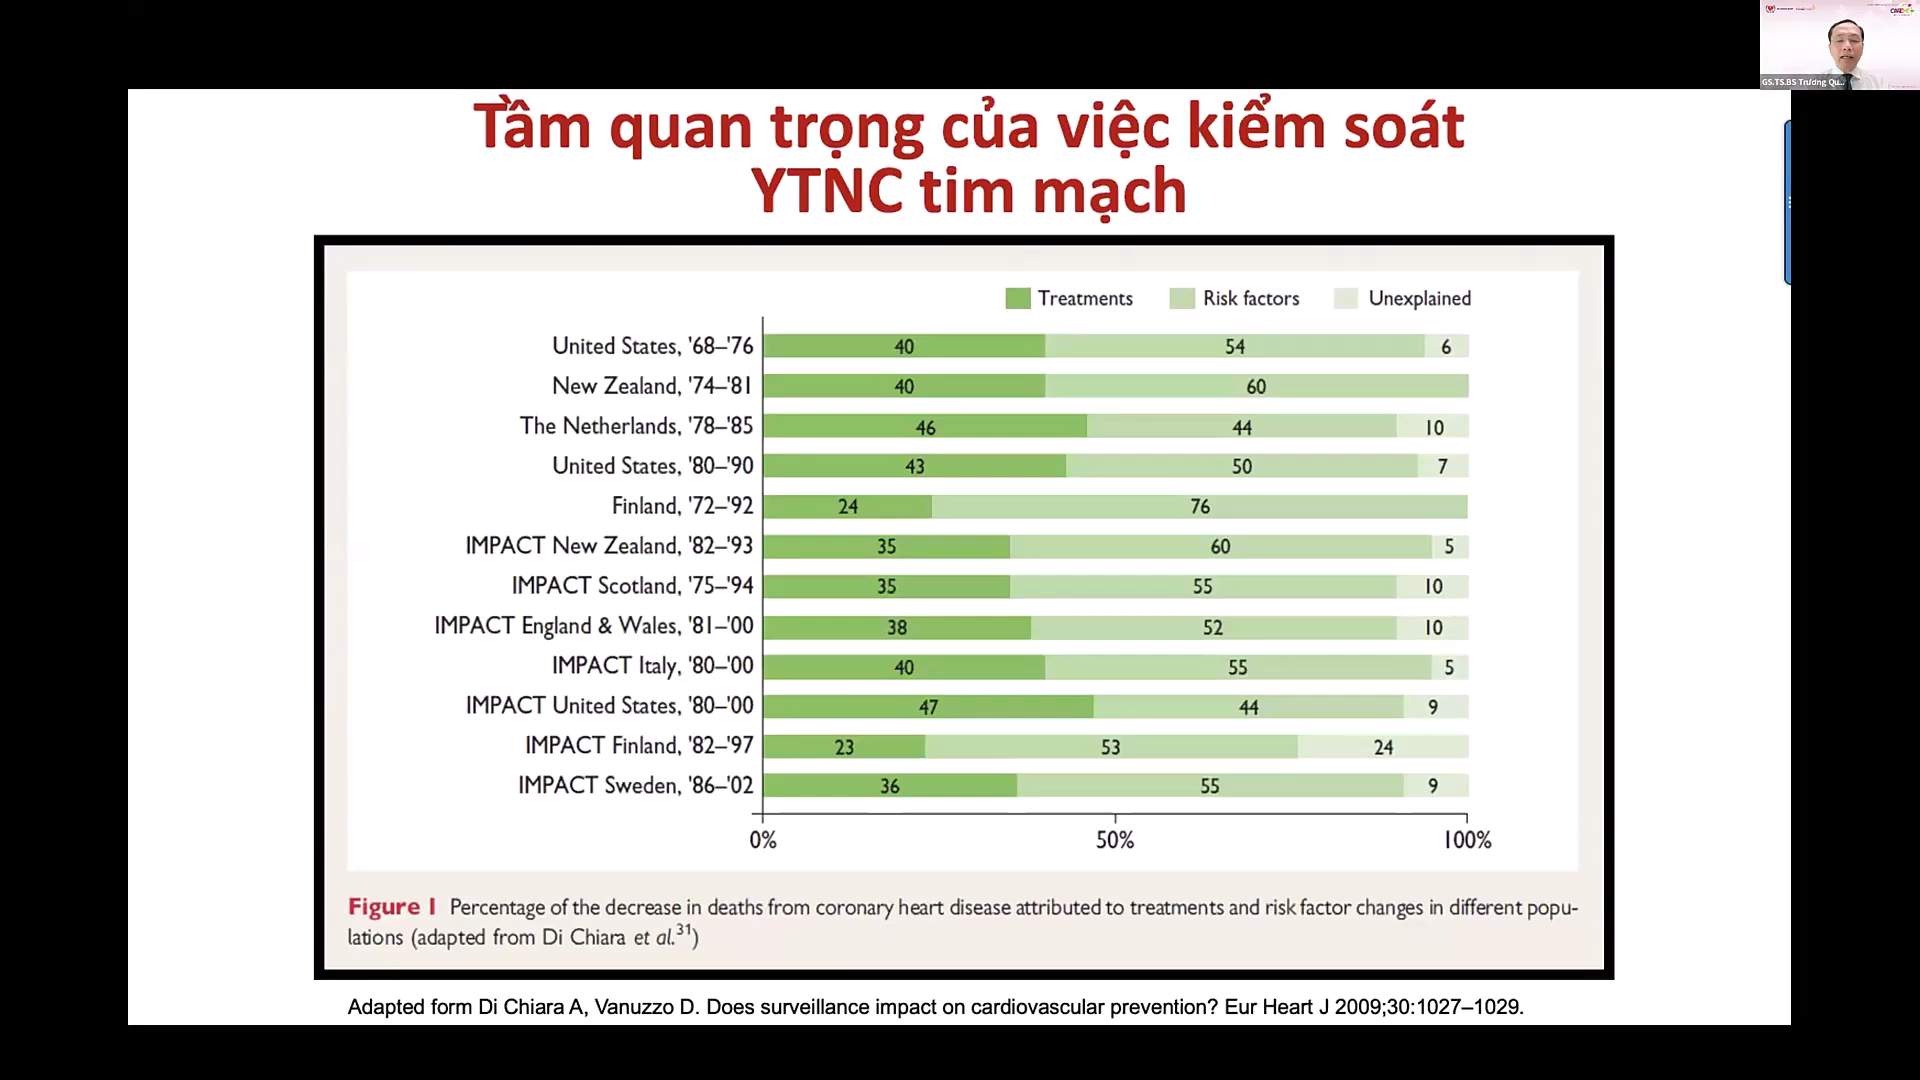 GS.TS.BS Trương Qu...
Tầm quan trọng của việc kiểm soát
YTNC tim mạch
Treatments Risk factors Unexplained
United States, '68–'76 40 54 6
New Zealand, '74–'81 40 60
The Netherlands, '78–'85 46 44 10
United States, '80–'90 43 50 7
Finland, '72–'92 24 76
IMPACT New Zealand, '82–'93 35 60 5
IMPACT Scotland, '75–'94 35 55 10
IMPACT England & Wales, '81–'00 38 52 10
IMPACT Italy, '80–'00 40 55 5
IMPACT United States, '80–'00 47 44 9
IMPACT Finland, '82–'97 23 53 24
IMPACT Sweden, '86–'02 36 55 9
0% 50% 100%
Figure 1 Percentage of the decrease in deaths from coronary heart disease attributed to treatments and risk factor changes in different popu-
lations (adapted from Di Chiara et al.31)
Adapted form Di Chiara A, Vanuzzo D. Does surveillance impact on cardiovascular prevention? Eur Heart J 2009;30:1027–1029.